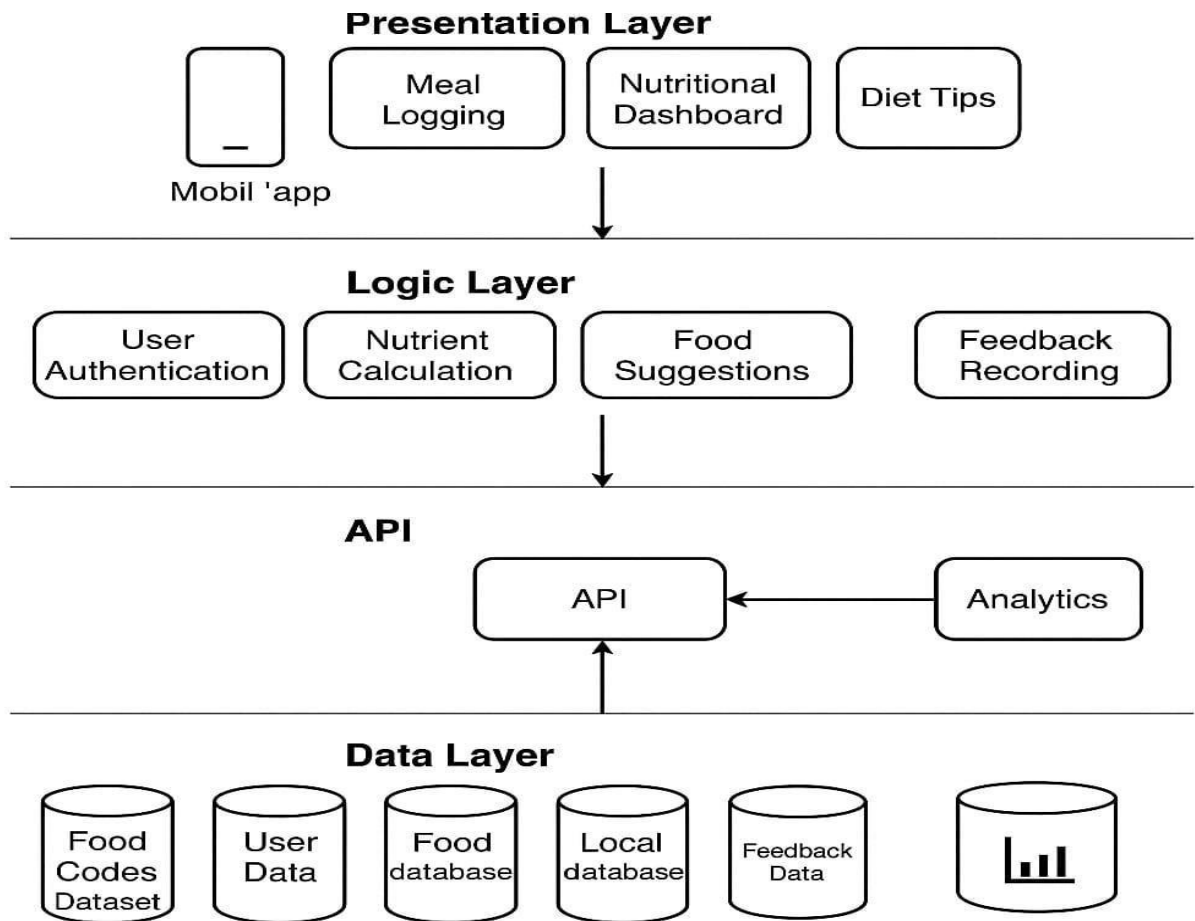 Presentation Layer
Meal
Logging
Nutritional
Dashboard
Diet Tips
Mobil 'app
Logic Layer
User
Authentication
Nutrient
Calculation
Food
Suggestions
Feedback
Recording
API
API
Analytics
Data Layer
Food
Codes
Dataset
User
Data
Food
database
Local
database
Feedback
Data